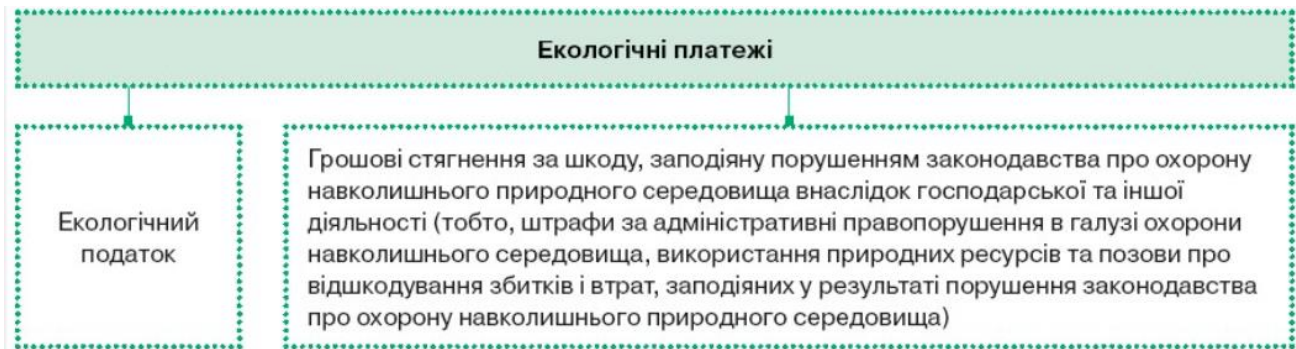 Екологічні платежі
Екологічний
податок
Грошові стягнення за шкоду, заподіяну порушенням законодавства про охорону
навколишнього природного середовища внаслідок господарської та іншої
діяльності (тобто, штрафи за адміністративні правопорушення в галузі охорони
навколишнього середовища, використання природних ресурсів та позови про
відшкодування збитків і втрат, заподіяних у результаті порушення законодавства
про охорону навколишнього природного середовища)